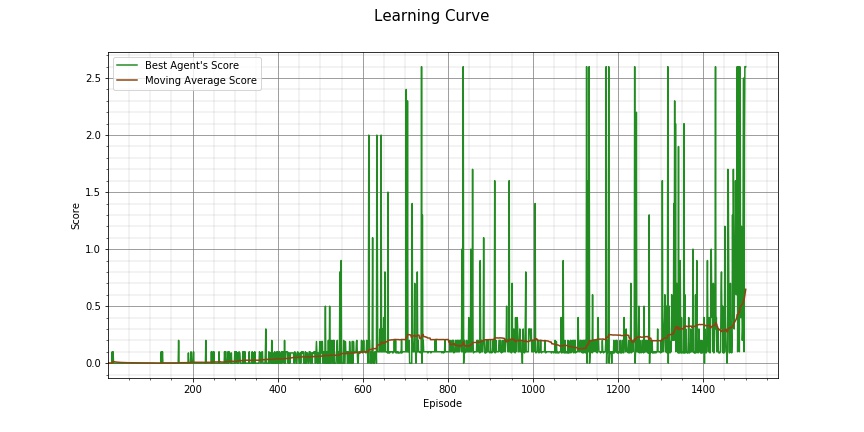 Learning Curve
Best Agent's Score
Moving Average Score
2.5
2.0
1.5
1.0
0.5
0.0
Score
200 400 600 800 1000 1200 1400
Episode